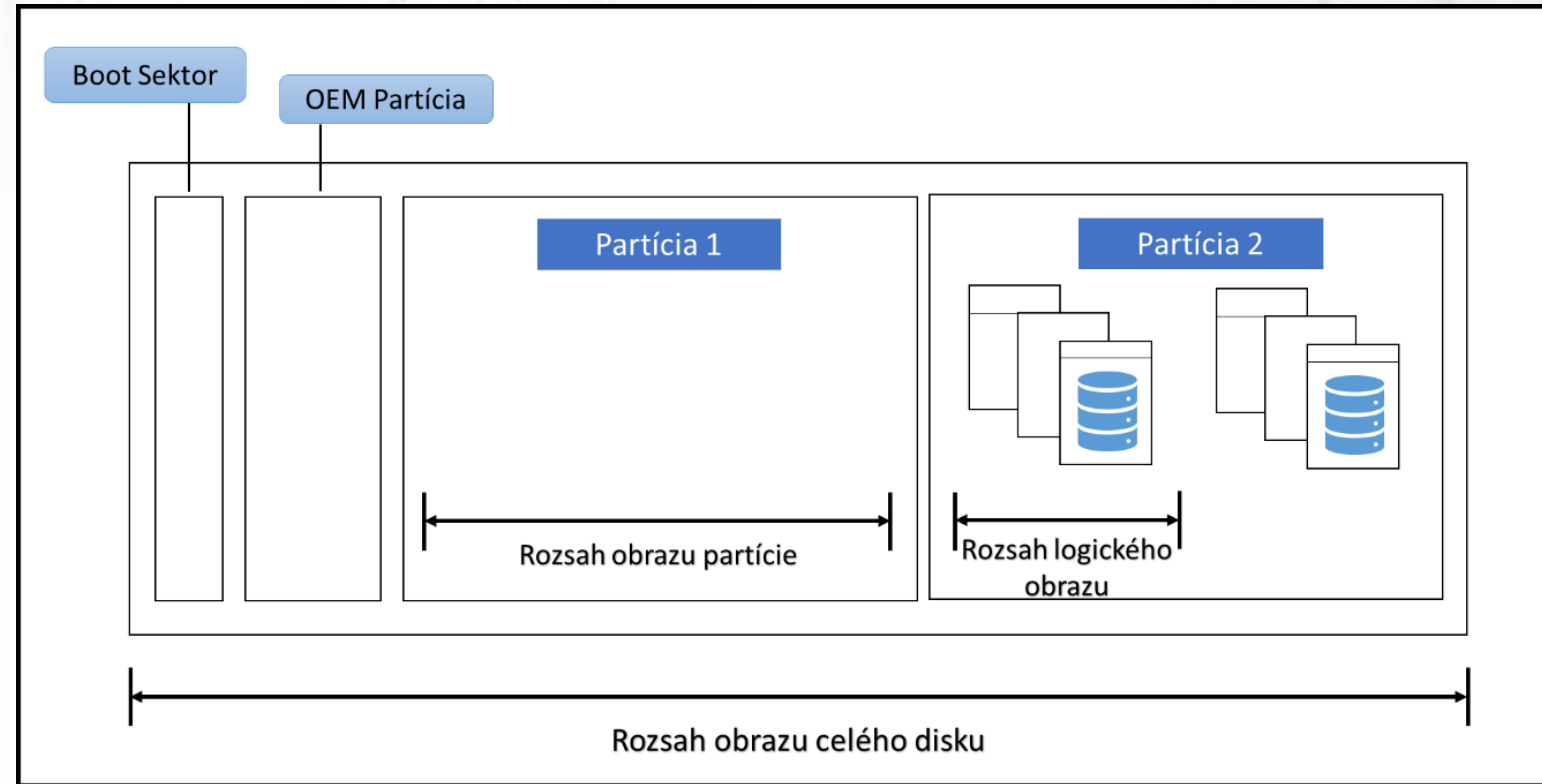 Boot Sektor
OEM Partícia
Partícia 1
Partícia 2
Rozsah obrazu partície
Rozsah logického
obrazu
Rozsah obrazu celého disku